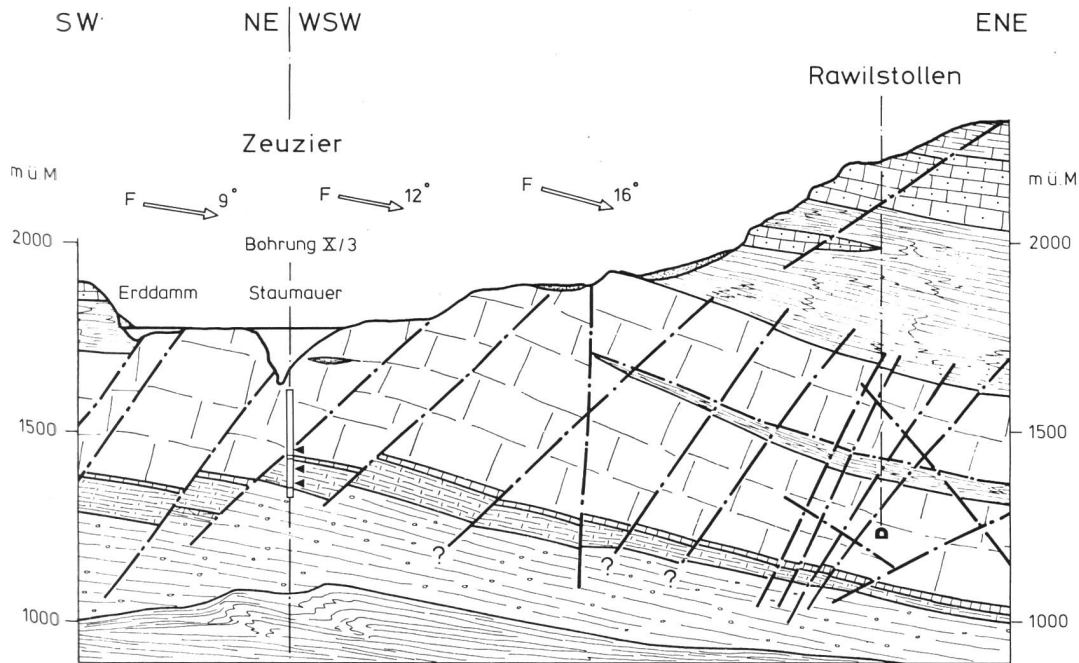 SW NE WSW ENE
Rawilstollen
Zeuzier
m ü. M m ü. M
F 9° F 12° F 16°
2000 Bohrung X/3 2000
Erddamm Staumauer
1500 1500
? ? ?
1000 1000